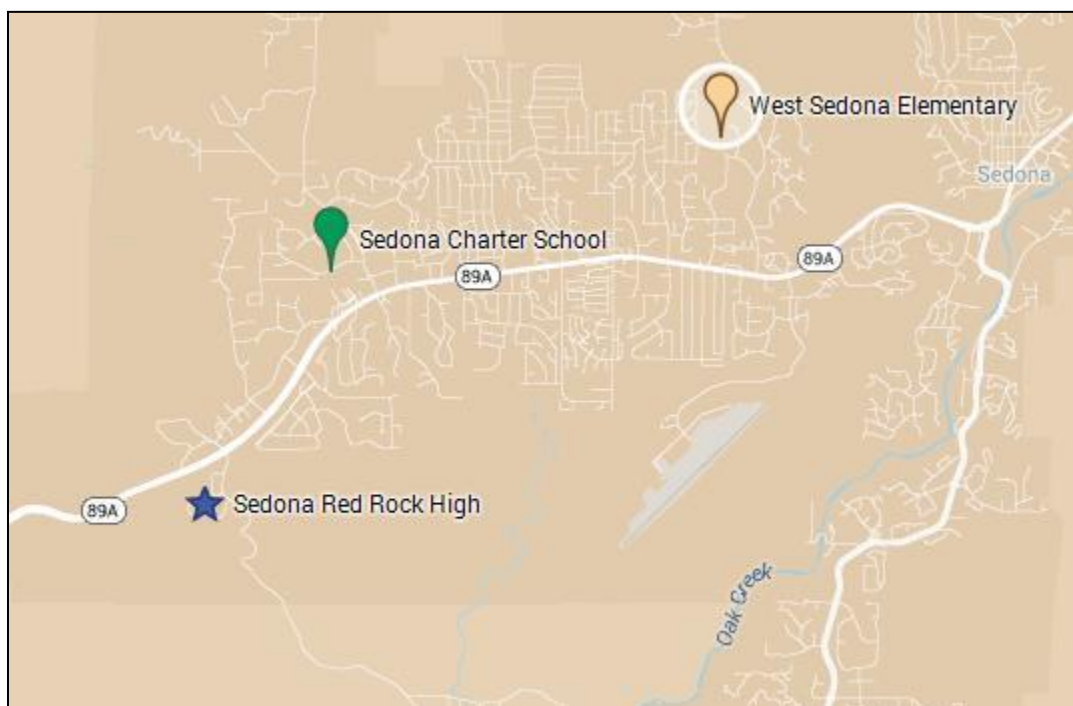 West Sedona Elementary
Sedona
Sedona Charter School
89A
89A
Sedona Red Rock High
89A
Oak Creek